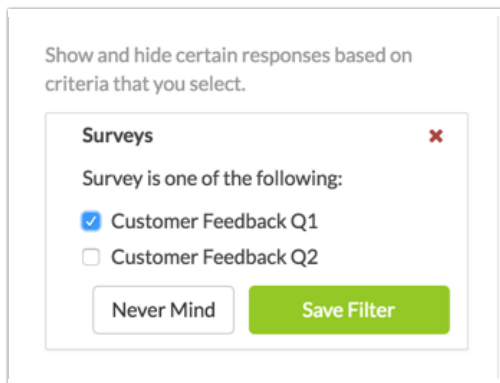 Show and hide certain responses based on
criteria that you select.
Surveys
Survey is one of the following:
Customer Feedback Q1
Customer Feedback Q2
Never Mind
Save Filter